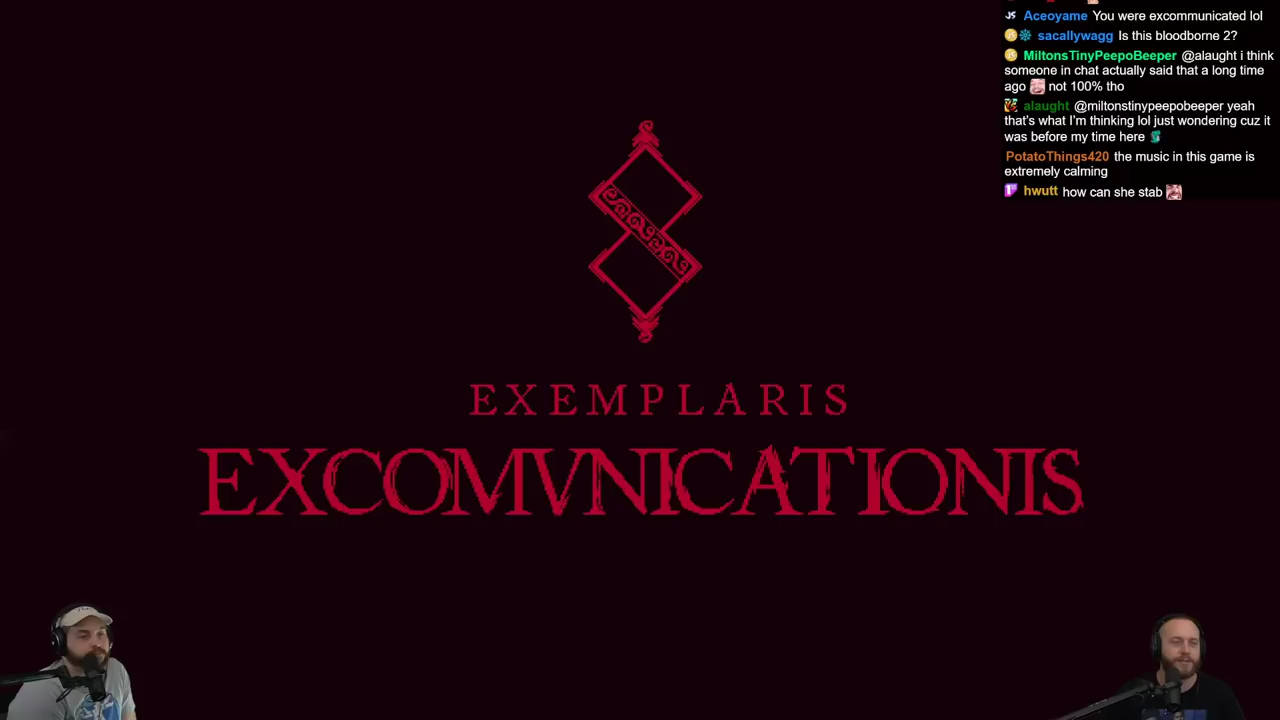 Aceoyame You were excommunicated lol
sacallywagg Is this bloodborne 2?
MiltonsTinyPeepoBeeper @alaught i think
someone in chat actually said that a long time
ago not 100% tho
alaught @miltonstinypeepobeeper yeah
that's what I'm thinking lol just wondering cuz it
was before my time here
PotatoThings420 the music in this game is
extremely calming
hwutt how can she stab
EXEMPLARIS
EXCOMVNICATIONIS